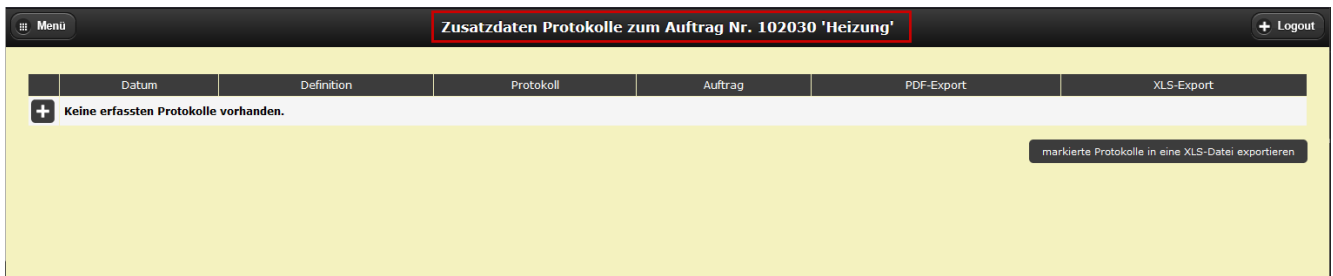 Menü
Zusatzdaten Protokolle zum Auftrag Nr. 102030 'Heizung'
Logout
Datum Definition Protokoll Auftrag PDF-Export XLS-Export
Keine erfassten Protokolle vorhanden.
markierte Protokolle in eine XLS-Datei exportieren